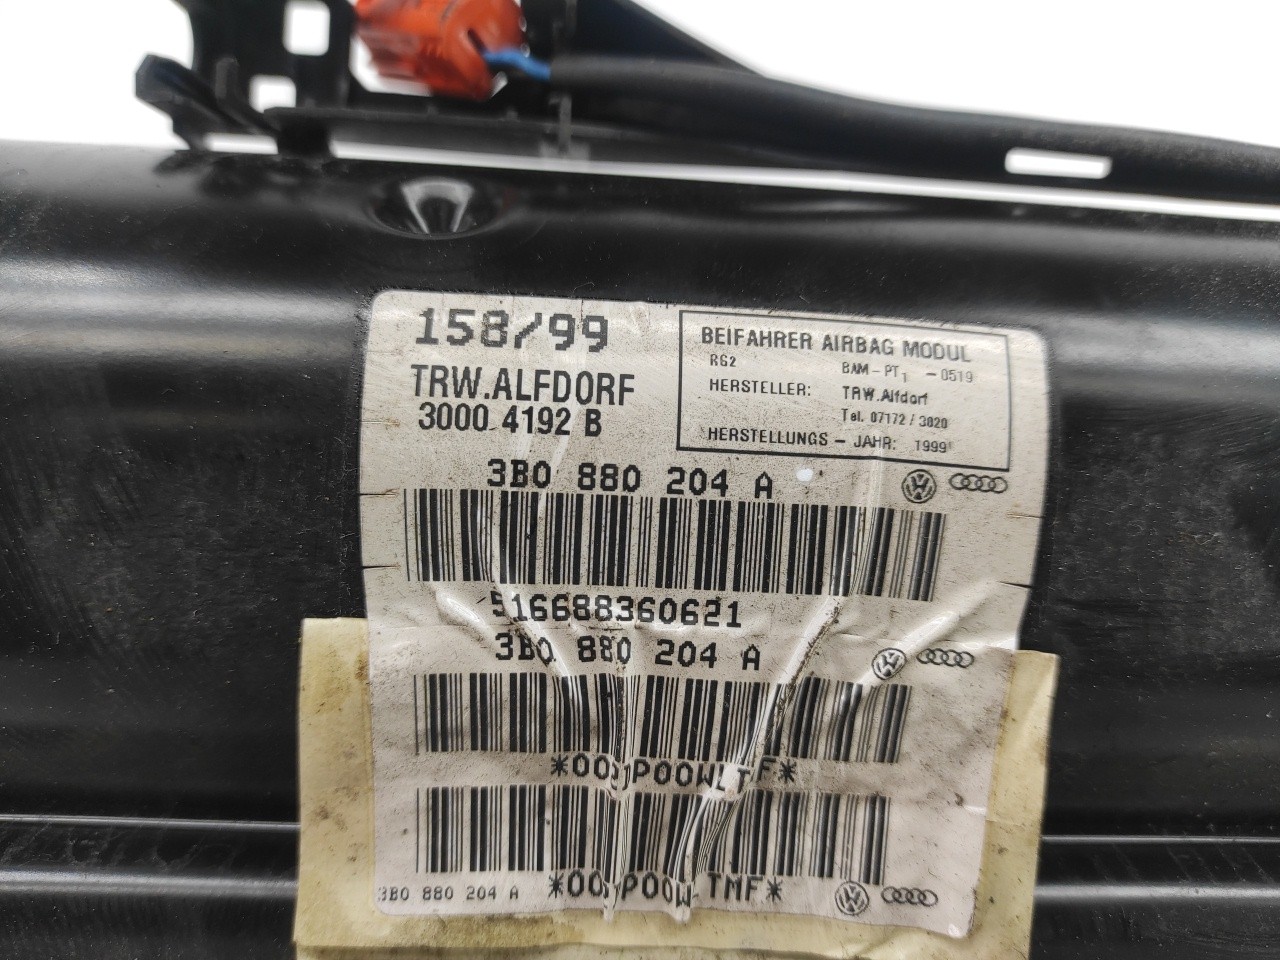 158/99
TRW.ALFDORF
3000 4192 B
BEIFAHRER AIRBAG MODUL
RG2 BAM-PT1 -0519
HERSTELLER: TRW.Alfdorf
Tel. 07172/3020
HERSTELLUNGS - JAHR: 1999
3B0 880 204 A
516688360621
3B0 880 204 A
3B0 880 204 A